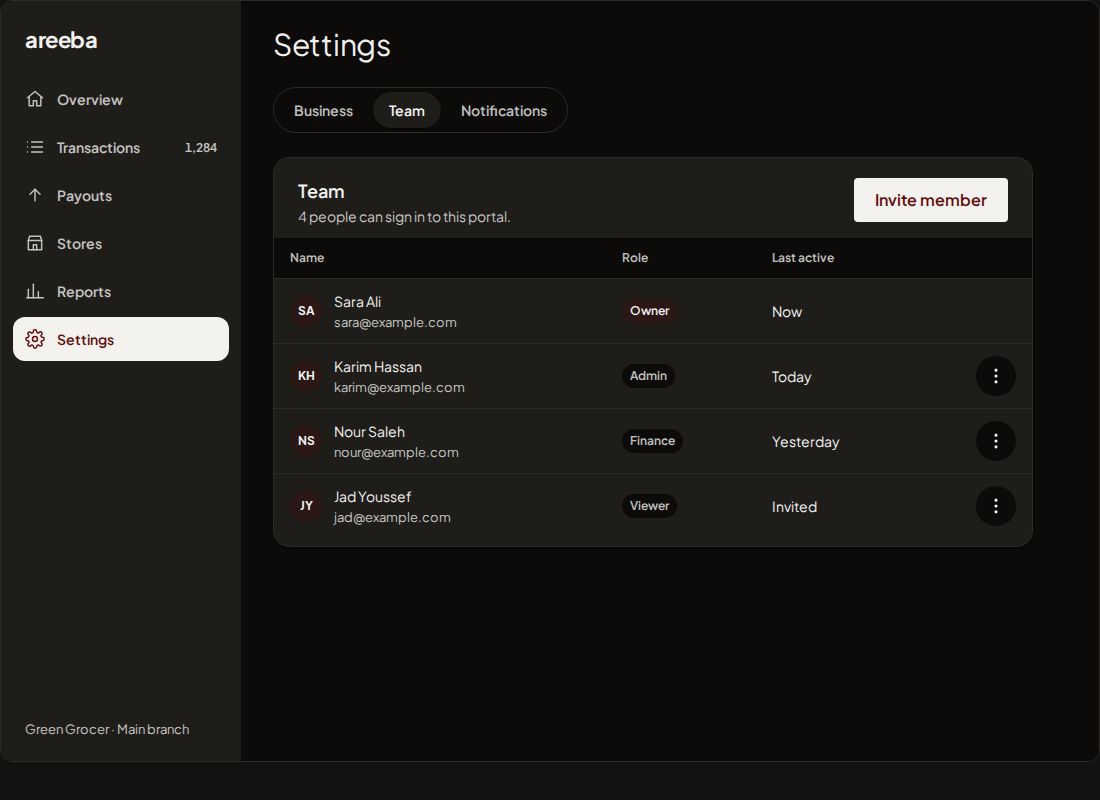 areeba
Overview
Transactions 1,284
Payouts
Stores
Reports
Settings
Green Grocer · Main branch
Settings
Business Team Notifications
Team
4 people can sign in to this portal.
Invite member
Name Role Last active
SA Sara Ali sara@example.com Owner Now
KH Karim Hassan karim@example.com Admin Today
NS Nour Saleh nour@example.com Finance Yesterday
JY Jad Youssef jad@example.com Viewer Invited